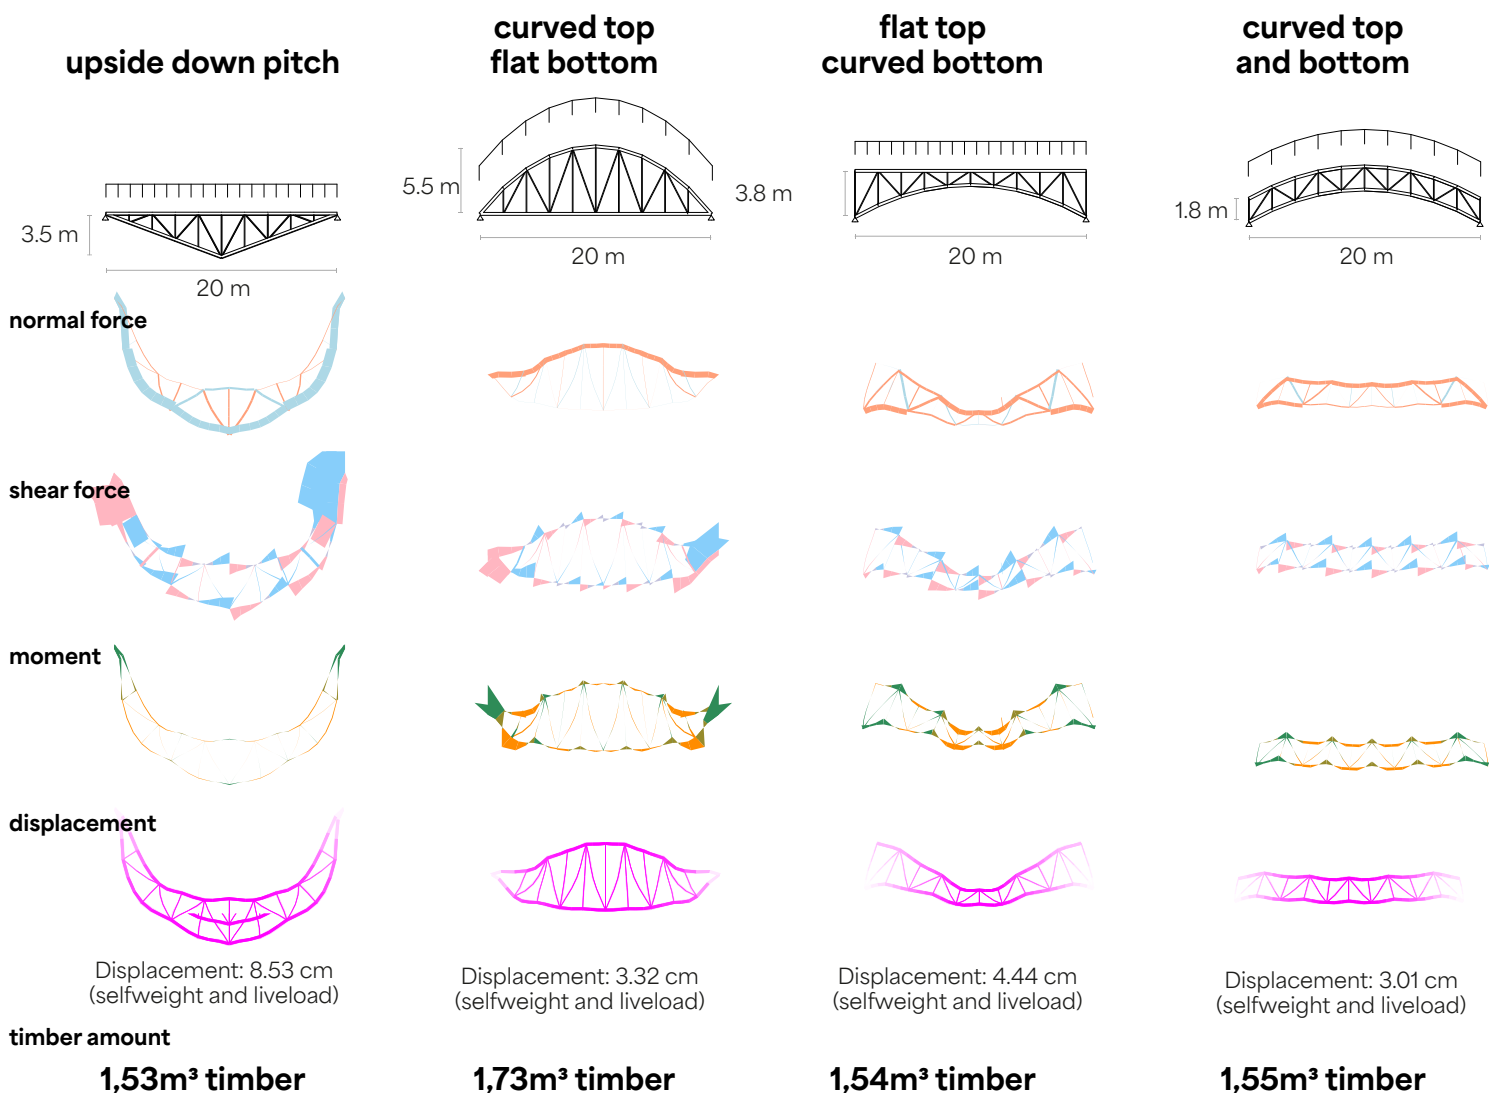 upside down pitch
curved top
flat bottom
flat top
curved bottom
curved top
and bottom
3.5 m
20 m
5.5 m
20 m
3.8 m
20 m
1.8 m
20 m
normal force
shear force
moment
displacement
Displacement: 8.53 cm
(selfweight and liveload)
Displacement: 3.32 cm
(selfweight and liveload)
Displacement: 4.44 cm
(selfweight and liveload)
Displacement: 3.01 cm
(selfweight and liveload)
timber amount
1,53m³ timber
1,73m³ timber
1,54m³ timber
1,55m³ timber